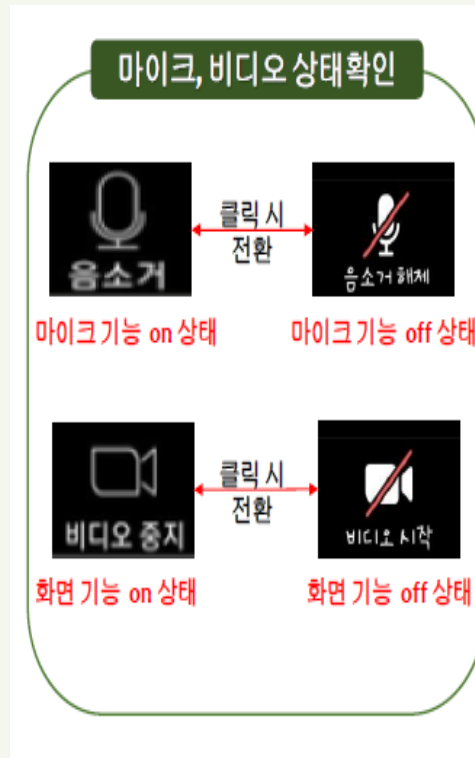 마이크, 비디오 상태확인
음소거
클릭 시
전환
음소거 해제
마이크 기능 on 상태
마이크 기능 off 상태
비디오 중지
클릭 시
전환
비디오 시작
화면 기능 on 상태
화면 기능 off 상태